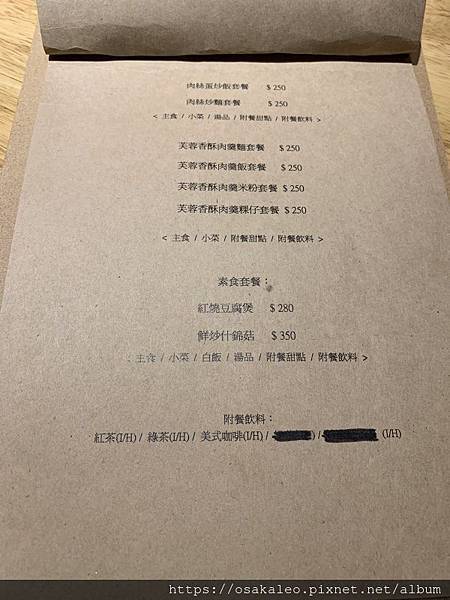 肉絲蛋炒飯套餐 $250
肉絲炒麵套餐 $250
< 主食 / 小菜 / 湯品 / 附餐甜點 / 附餐飲料 >
芙蓉香酥肉羹麵套餐 $250
芙蓉香酥肉羹飯套餐 $250
芙蓉香酥肉羹米粉套餐 $250
芙蓉香酥肉羹粿仔套餐 $250
< 主食 / 小菜 / 附餐甜點 / 附餐飲料 >
素食套餐：
紅燒豆腐煲 $280
鮮炒什錦菇 $350
< 主食 / 小菜 / 白飯 / 湯品 / 附餐甜點 / 附餐飲料 >
附餐飲料：
紅茶(I/H) / 綠茶(I/H) / 美式咖啡(I/H) / ) / (I/H)
https://osakaleo.pixnet.net/album